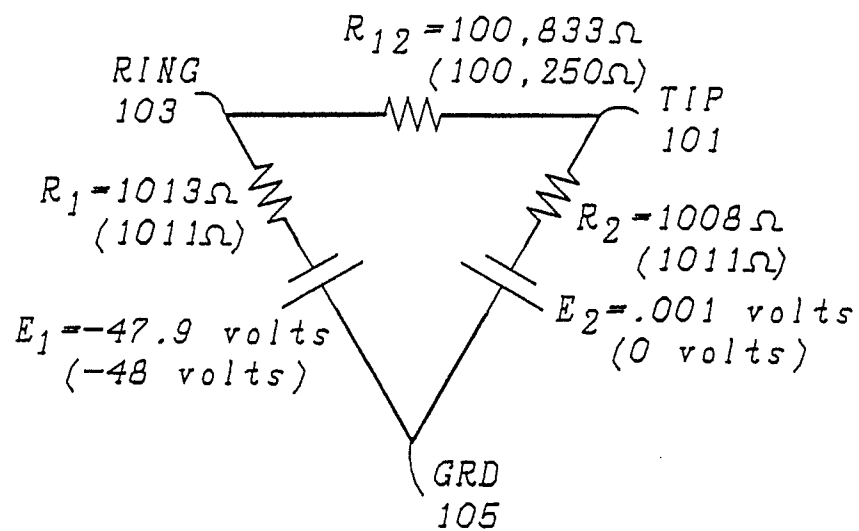 R12=100,833Ω
(100,250Ω)
RING
103
TIP
101
R1=1013Ω
(1011Ω)
R2=1008Ω
(1011Ω)
E1=-47.9 volts
(-48 volts)
E2=.001 volts
(0 volts)
GRD
105